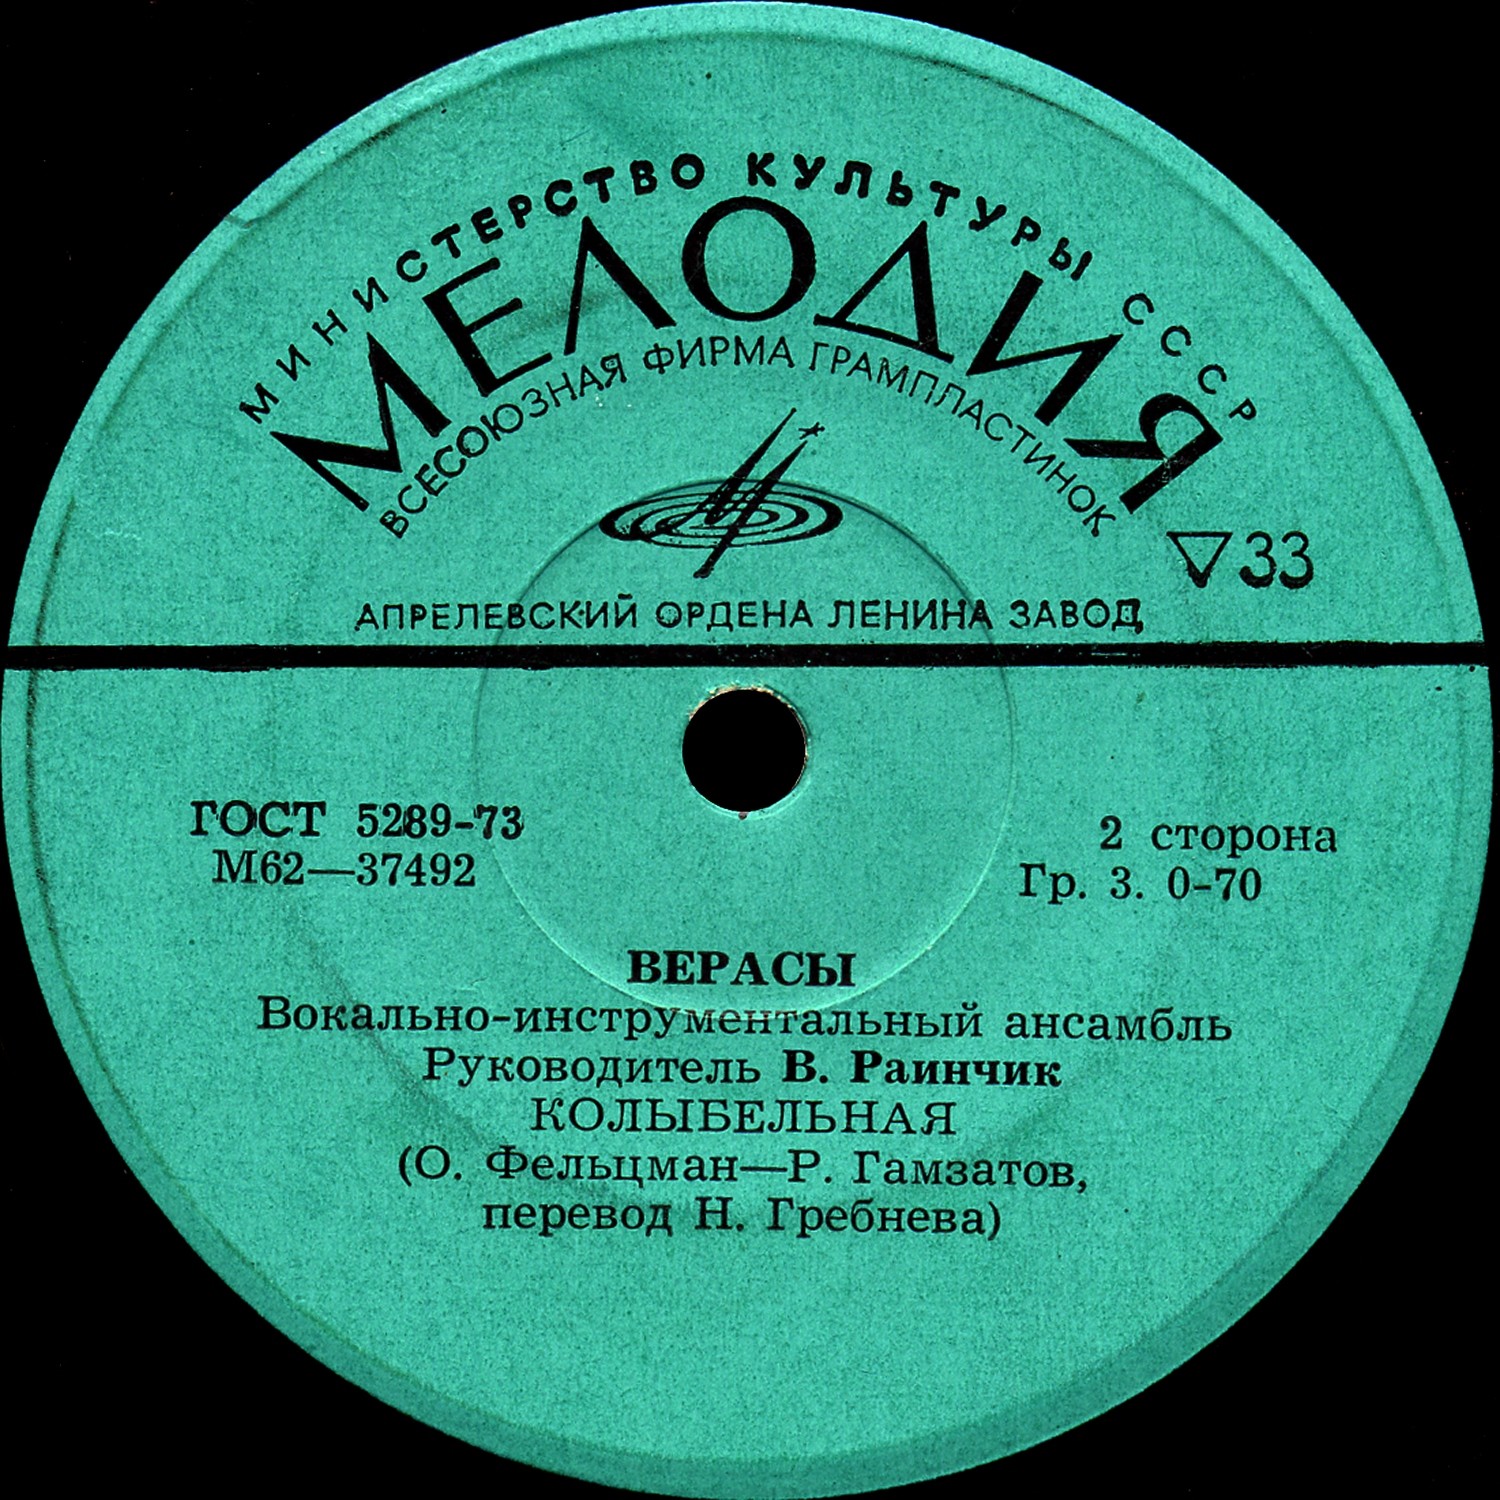 МИНИСТЕРСТВО КУЛЬТУРЫ СССР
МЕЛОДИЯ
ВСЕСОЮЗНАЯ ФИРМА ГРАМПЛАСТИНОК
▽33
АПРЕЛЕВСКИЙ ОРДЕНА ЛЕНИНА ЗАВОД
ГОСТ 5289-73
М62—37492
2 сторона
Гр. 3. 0-70
ВЕРАСЫ
Вокально-инструментальный ансамбль
Руководитель В. Раинчик
КОЛЫБЕЛЬНАЯ
(О. Фельцман—Р. Гамзатов,
перевод Н. Гребнева)